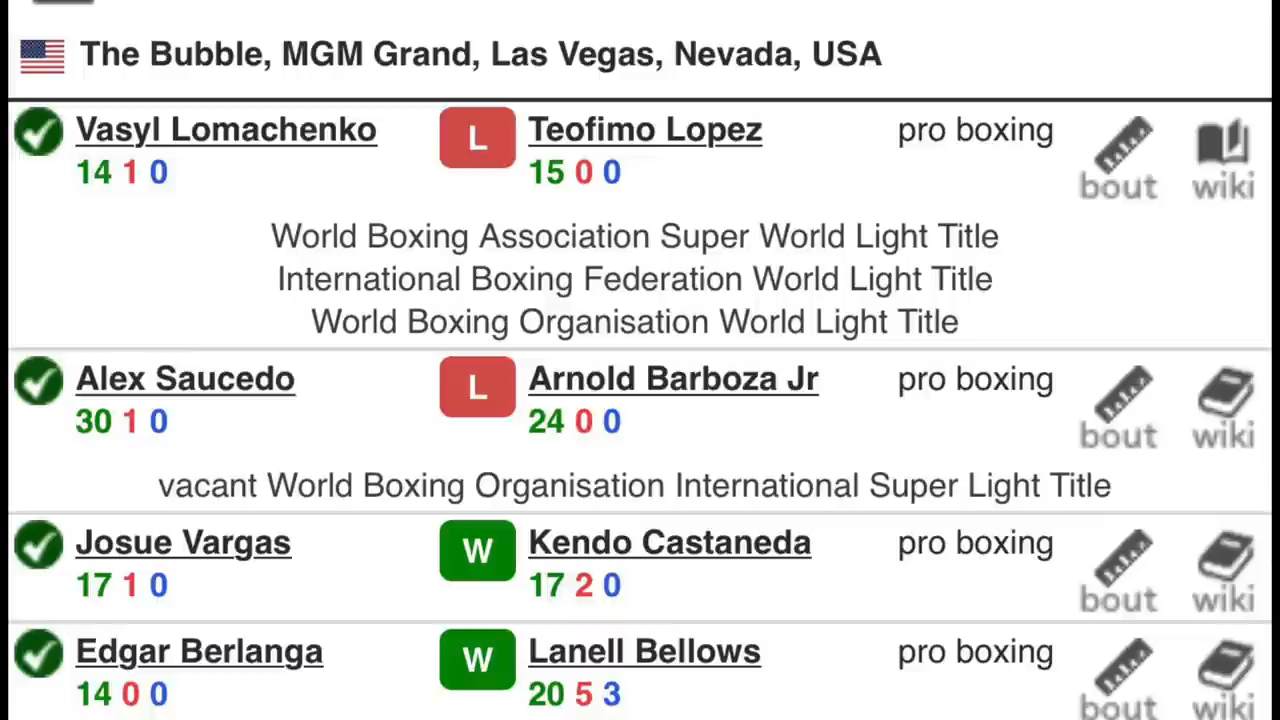 The Bubble, MGM Grand, Las Vegas, Nevada, USA
Vasyl Lomachenko L Teofimo Lopez pro boxing
14 1 0 15 0 0 bout wiki
World Boxing Association Super World Light Title
International Boxing Federation World Light Title
World Boxing Organisation World Light Title
Alex Saucedo L Arnold Barboza Jr pro boxing
30 1 0 24 0 0 bout wiki
vacant World Boxing Organisation International Super Light Title
Josue Vargas W Kendo Castaneda pro boxing
17 1 0 17 2 0 bout wiki
Edgar Berlanga W Lanell Bellows pro boxing
14 0 0 20 5 3 bout wiki